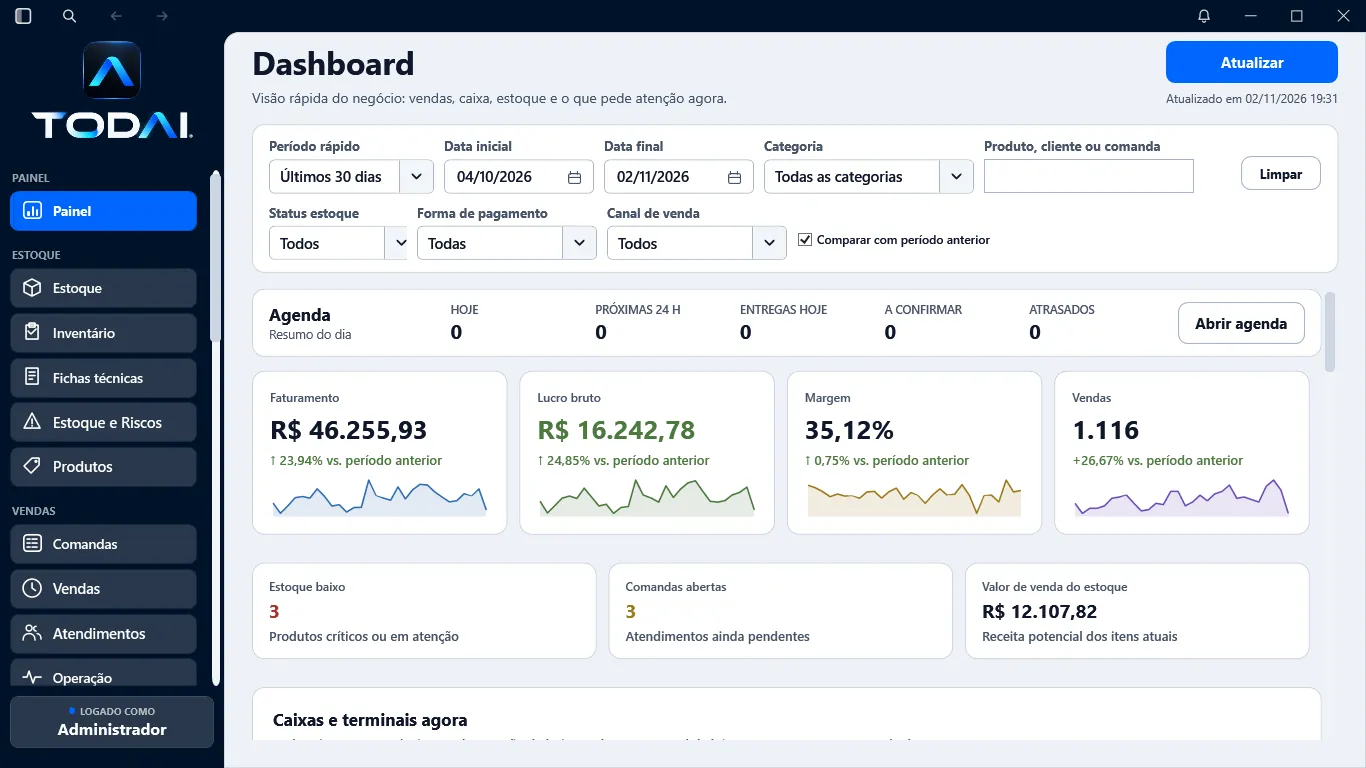 TODAI.
PAINEL
Painel
ESTOQUE
Estoque
Inventário
Fichas técnicas
Estoque e Riscos
Produtos
VENDAS
Comandas
Vendas
Atendimentos
Operação
LOGADO COMO
Administrador
Dashboard
Visão rápida do negócio: vendas, caixa, estoque e o que pede atenção agora.
Atualizar
Atualizado em 02/11/2026 19:31
Período rápido
Últimos 30 dias
Data inicial
04/10/2026
Data final
02/11/2026
Categoria
Todas as categorias
Produto, cliente ou comanda
Limpar
Status estoque
Todos
Forma de pagamento
Todas
Canal de venda
Todos
Comparar com período anterior
Agenda
Resumo do dia
HOJE
0
PRÓXIMAS 24 H
0
ENTREGAS HOJE
0
A CONFIRMAR
0
ATRASADOS
0
Abrir agenda
Faturamento
R$ 46.255,93
↑ 23,94% vs. período anterior
Lucro bruto
R$ 16.242,78
↑ 24,85% vs. período anterior
Margem
35,12%
↑ 0,75% vs. período anterior
Vendas
1.116
+26,67% vs. período anterior
Estoque baixo
3
Produtos críticos ou em atenção
Comandas abertas
3
Atendimentos ainda pendentes
Valor de venda do estoque
R$ 12.107,82
Receita potencial dos itens atuais
Caixas e terminais agora